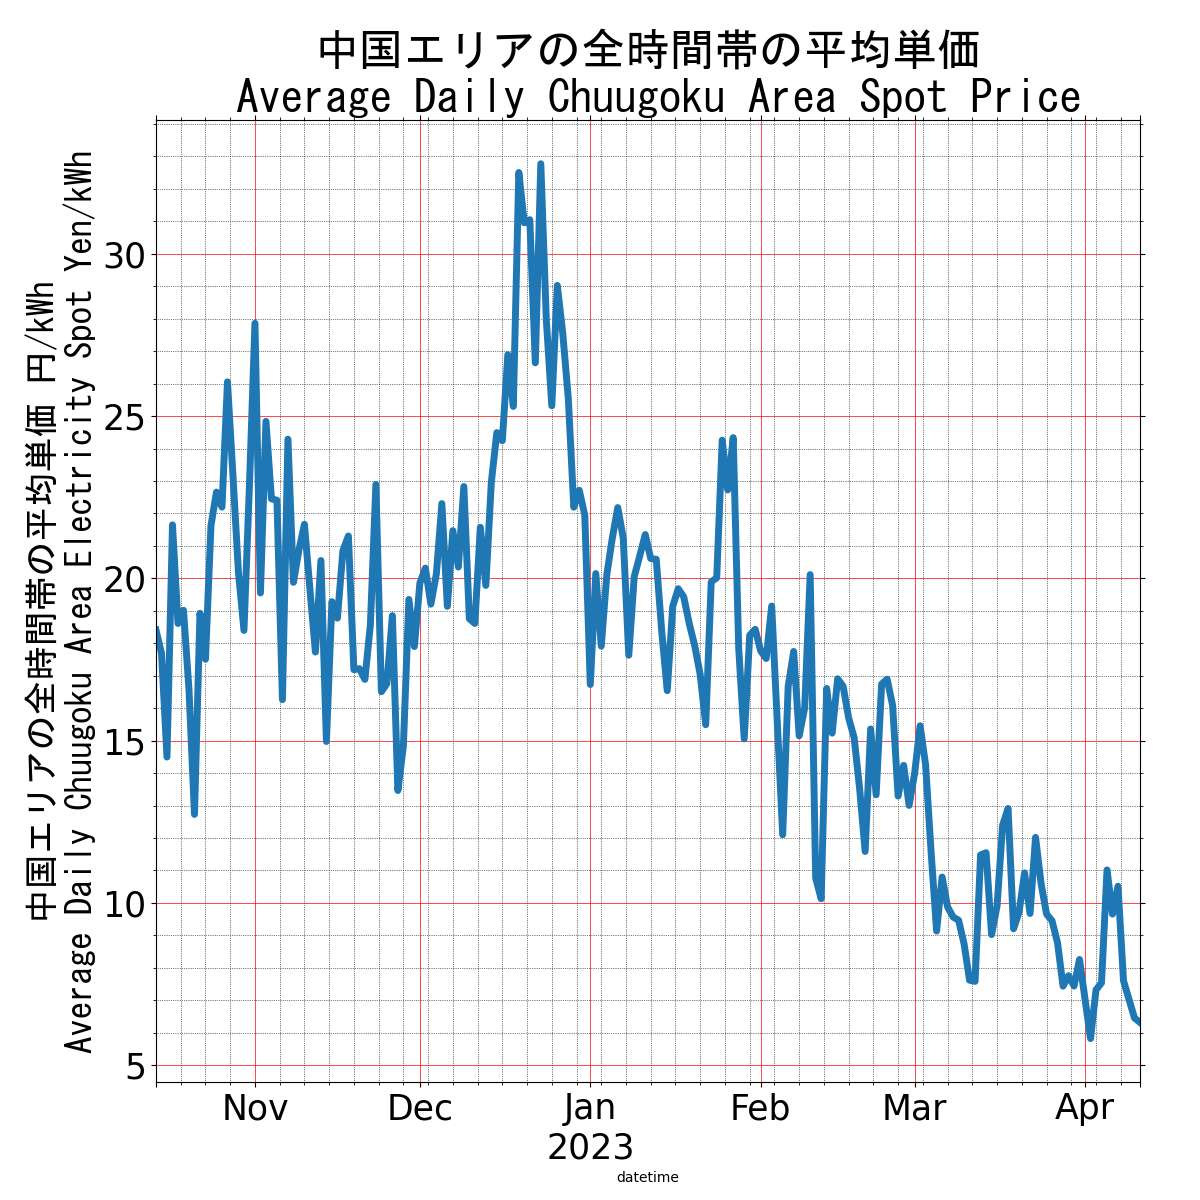 中国エリアの全時間帯の平均単価
Average Daily Chuugoku Area Spot Price
中国エリアの全時間帯の平均単価 円/kWh
Average Daily Chuugoku Area Electricity Spot Yen/kWh
30
25
20
15
10
5
Nov
Dec
Jan
Feb
Mar
Apr
2023
datetime